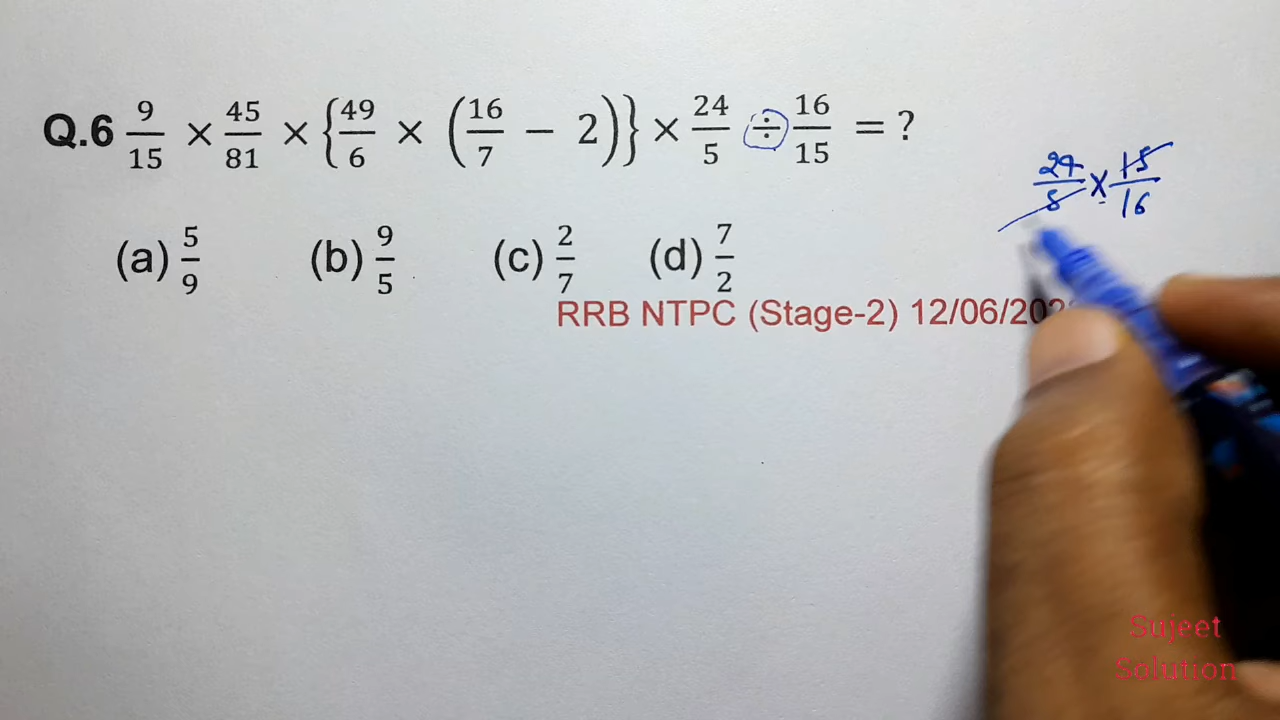 Q.6 9/15 × 45/81 × {49/6 × (16/7 − 2)} × 24/5 ÷ 16/15 = ?
24/5 × 15/16
(a) 5/9 (b) 9/5 (c) 2/7 (d) 7/2
RRB NTPC (Stage-2) 12/06/202
Sujeet
Solution